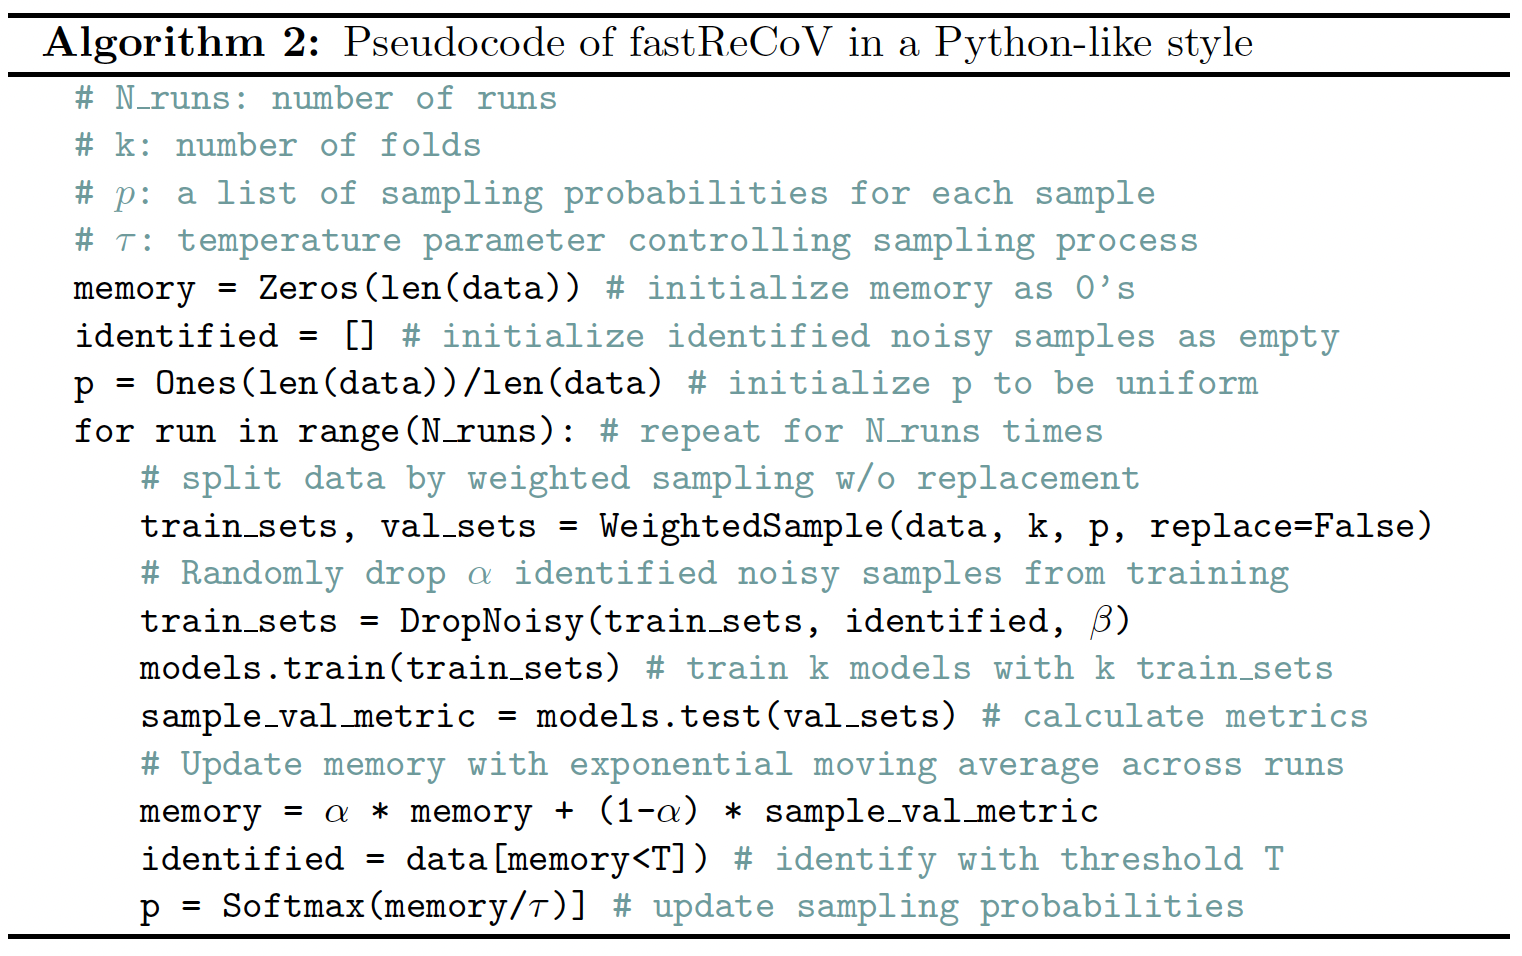 Algorithm 2: Pseudocode of fastReCoV in a Python-like style
# N_runs: number of runs
# k: number of folds
# p: a list of sampling probabilities for each sample
# τ: temperature parameter controlling sampling process
memory = Zeros(len(data)) # initialize memory as 0's
identified = [] # initialize identified noisy samples as empty
p = Ones(len(data))/len(data) # initialize p to be uniform
for run in range(N_runs): # repeat for N_runs times
# split data by weighted sampling w/o replacement
train_sets, val_sets = WeightedSample(data, k, p, replace=False)
# Randomly drop α identified noisy samples from training
train_sets = DropNoisy(train_sets, identified, β)
models.train(train_sets) # train k models with k train_sets
sample_val_metric = models.test(val_sets) # calculate metrics
# Update memory with exponential moving average across runs
memory = α * memory + (1-α) * sample_val_metric
identified = data[memory<T]) # identify with threshold T
p = Softmax(memory/τ)] # update sampling probabilities